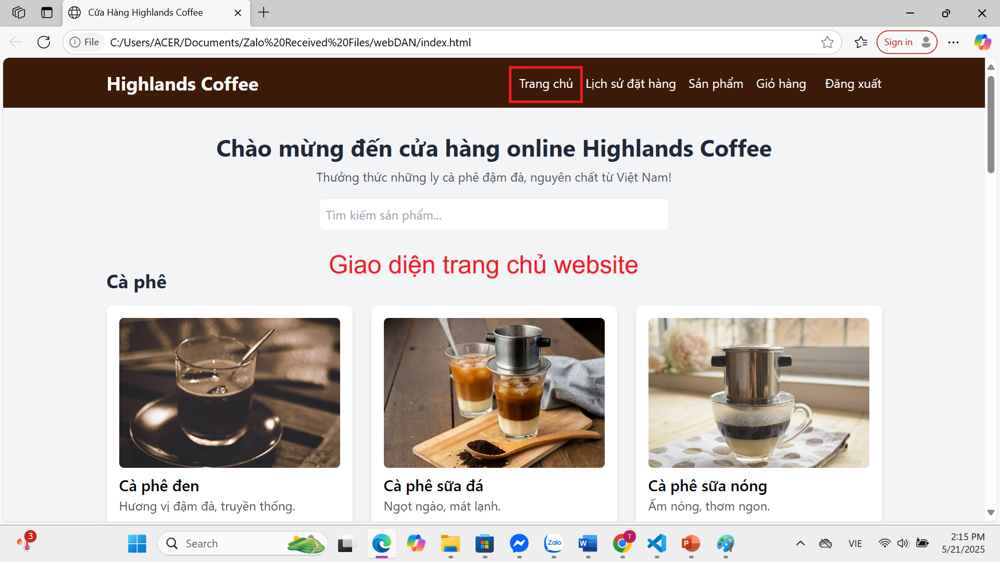 Cửa Hàng Highlands Coffee
File C:/Users/ACER/Documents/Zalo%20Received%20Files/webDAN/index.html
Sign in
Highlands Coffee
Trang chủ Lịch sử đặt hàng Sản phẩm Giỏ hàng Đăng xuất
Chào mừng đến cửa hàng online Highlands Coffee
Thưởng thức những ly cà phê đậm đà, nguyên chất từ Việt Nam!
Tìm kiếm sản phẩm...
Giao diện trang chủ website
Cà phê
Cà phê đen
Hương vị đậm đà, truyền thống.
Cà phê sữa đá
Ngọt ngào, mát lạnh.
Cà phê sữa nóng
Ấm nóng, thơm ngon.
3
Search
Zalo
W
T
P
VIE
2:15 PM
5/21/2025